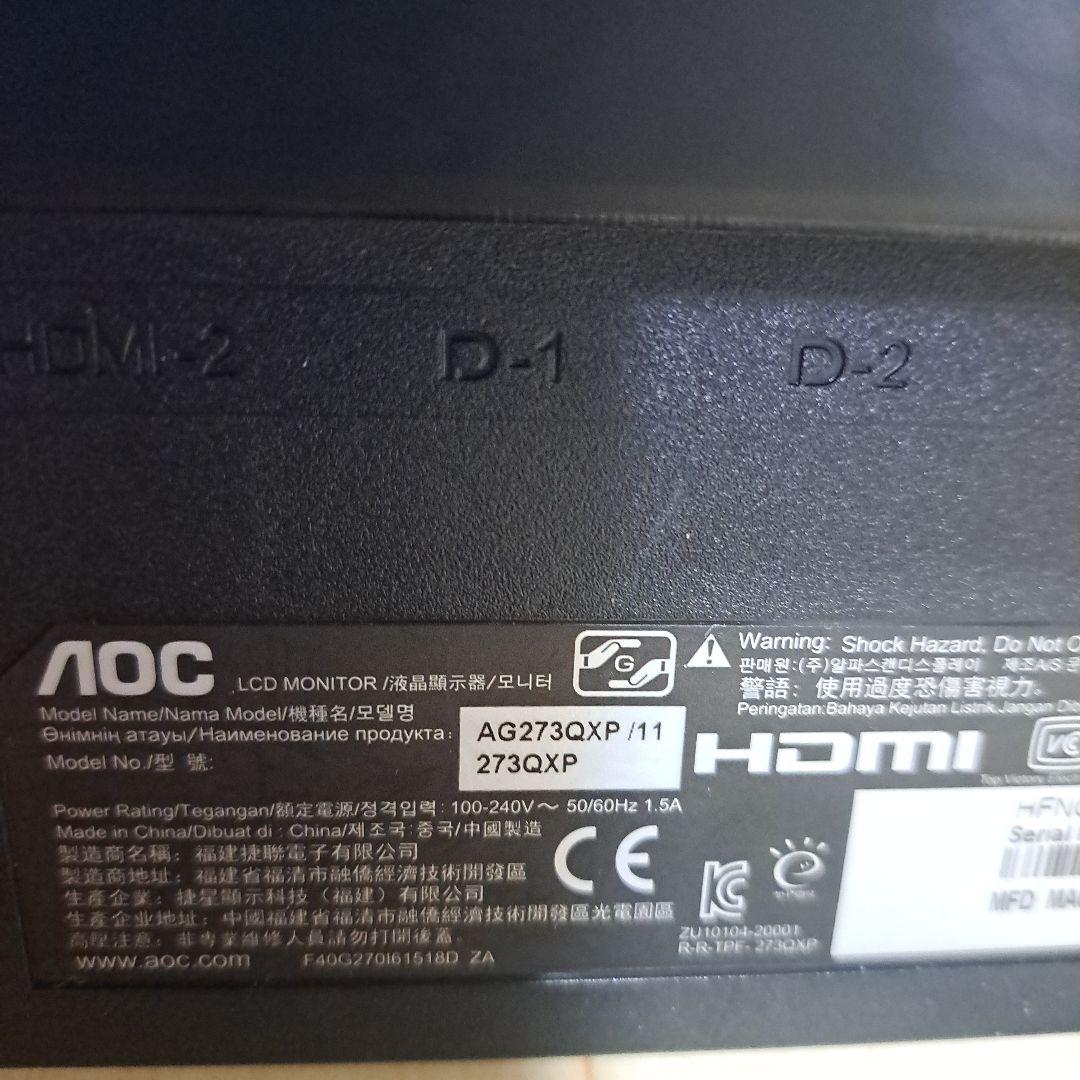 HDMI-2
D-1
D-2
AOC
LCD MONITOR /液晶顯示器/모니터
G
Warning: Shock Hazard, Do Not
판매원:(주)알파스캔디스플레이 제조A/S
警語：使用過度恐傷害視力。
Peringatan:Bahaya Kejutan Listrik,Jangan
Model Name/Nama Model/機種名/모델명
Өнімнің атауы/Наименование продукта:
Model No./型 號:
AG273QXP /11
273QXP
HDMI
Top Victory
Power Rating/Tegangan/額定電源/정격입력: 100-240V～ 50/60Hz 1.5A
Made in China/Dibuat di : China/제조국:중국/中國製造
製造商名稱：福建捷聯電子有限公司
製造商地址：福建省福清市融僑經濟技術開發區
生產企業：捷星顯示科技（福建）有限公司
生產企业地址：中國福建省福清市融僑經濟技術開發區光電園區
高壓注意：非專業維修人員請勿打開後蓋。
www.aoc.com
F40G270I61518D ZA
CE
ZU10104-20001
R-R-TPF- 273QXP
Serial
MFD